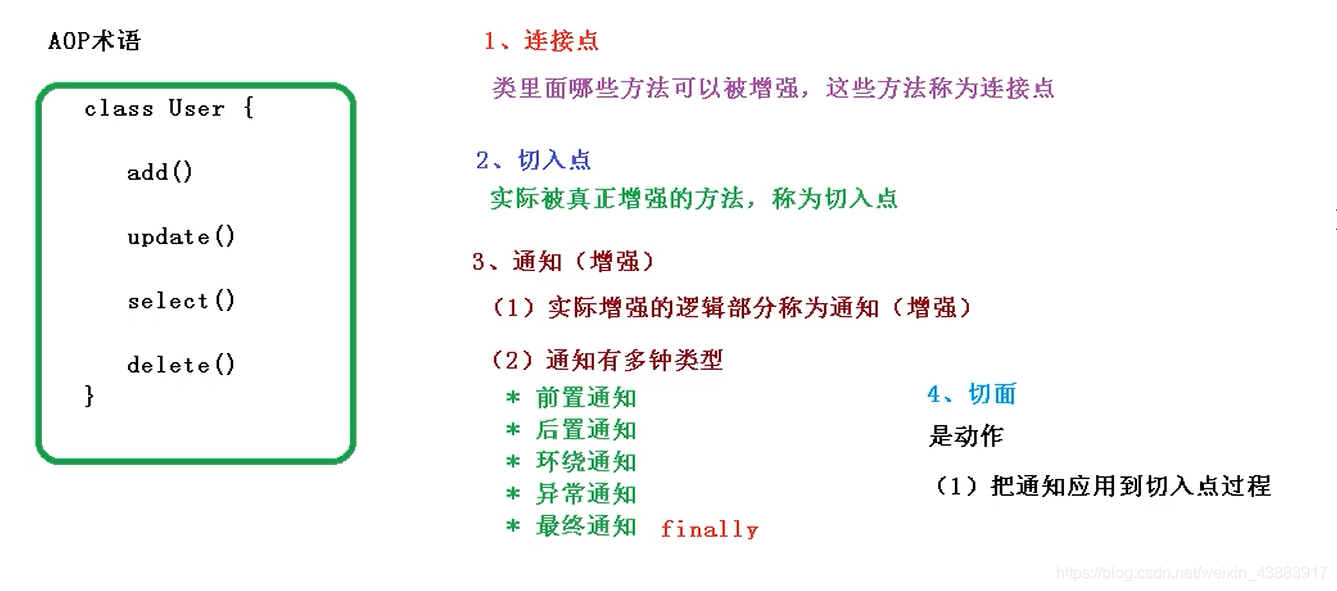 AOP术语
class User {
add()
update()
select()
delete()
}
1、连接点
类里面哪些方法可以被增强，这些方法称为连接点
2、切入点
实际被真正增强的方法，称为切入点
3、通知（增强）
（1）实际增强的逻辑部分称为通知（增强）
（2）通知有多钟类型
* 前置通知
* 后置通知
* 环绕通知
* 异常通知
* 最终通知 finally
4、切面
是动作
（1）把通知应用到切入点过程
https://blog.csdn.net/weixin_43883917